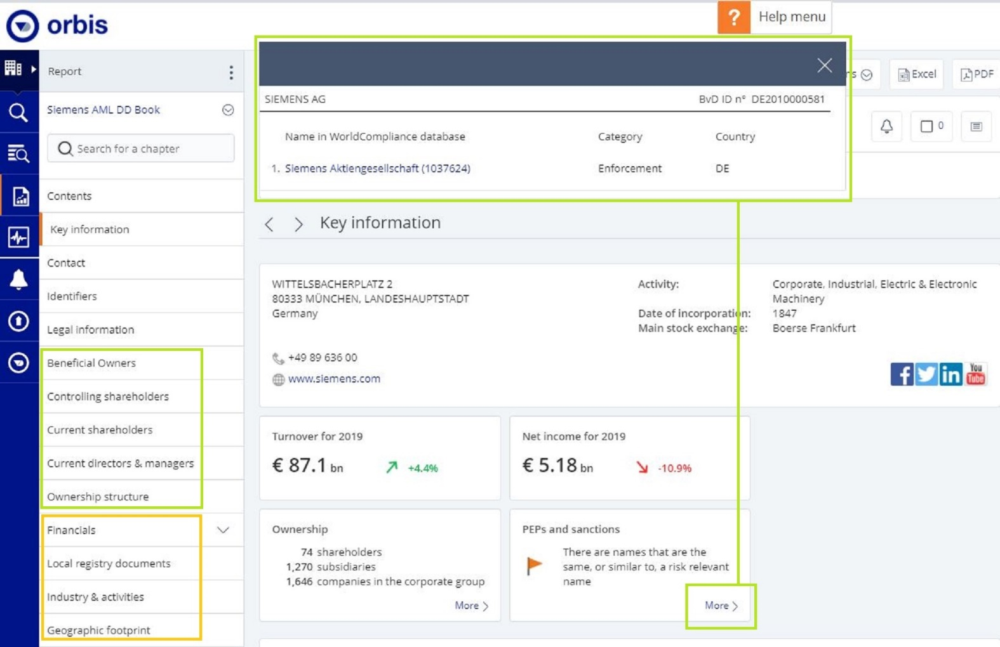 orbis
? Help menu
Report
Siemens AML DD Book
Search for a chapter
Contents
Key information
Contact
Identifiers
Legal information
Beneficial Owners
Controlling shareholders
Current shareholders
Current directors & managers
Ownership structure
Financials
Local registry documents
Industry & activities
Geographic footprint
Excel
PDF
0
SIEMENS AG BvD ID n° DE2010000581
Name in WorldCompliance database Category Country
1. Siemens Aktiengesellschaft (1037624) Enforcement DE
Key information
WITTELSBACHERPLATZ 2
80333 MÜNCHEN, LANDESHAUPTSTADT
Germany
+49 89 636 00
www.siemens.com
Activity: Corporate, Industrial, Electric & Electronic
Machinery
Date of incorporation: 1847
Main stock exchange: Boerse Frankfurt
f in You
Tube
Turnover for 2019
€ 87.1 bn +4.4%
Net income for 2019
€ 5.18 bn -10.9%
Ownership
74 shareholders
1,270 subsidiaries
1,646 companies in the corporate group
More
PEPs and sanctions
There are names that are the
same, or similar to, a risk relevant
name
More